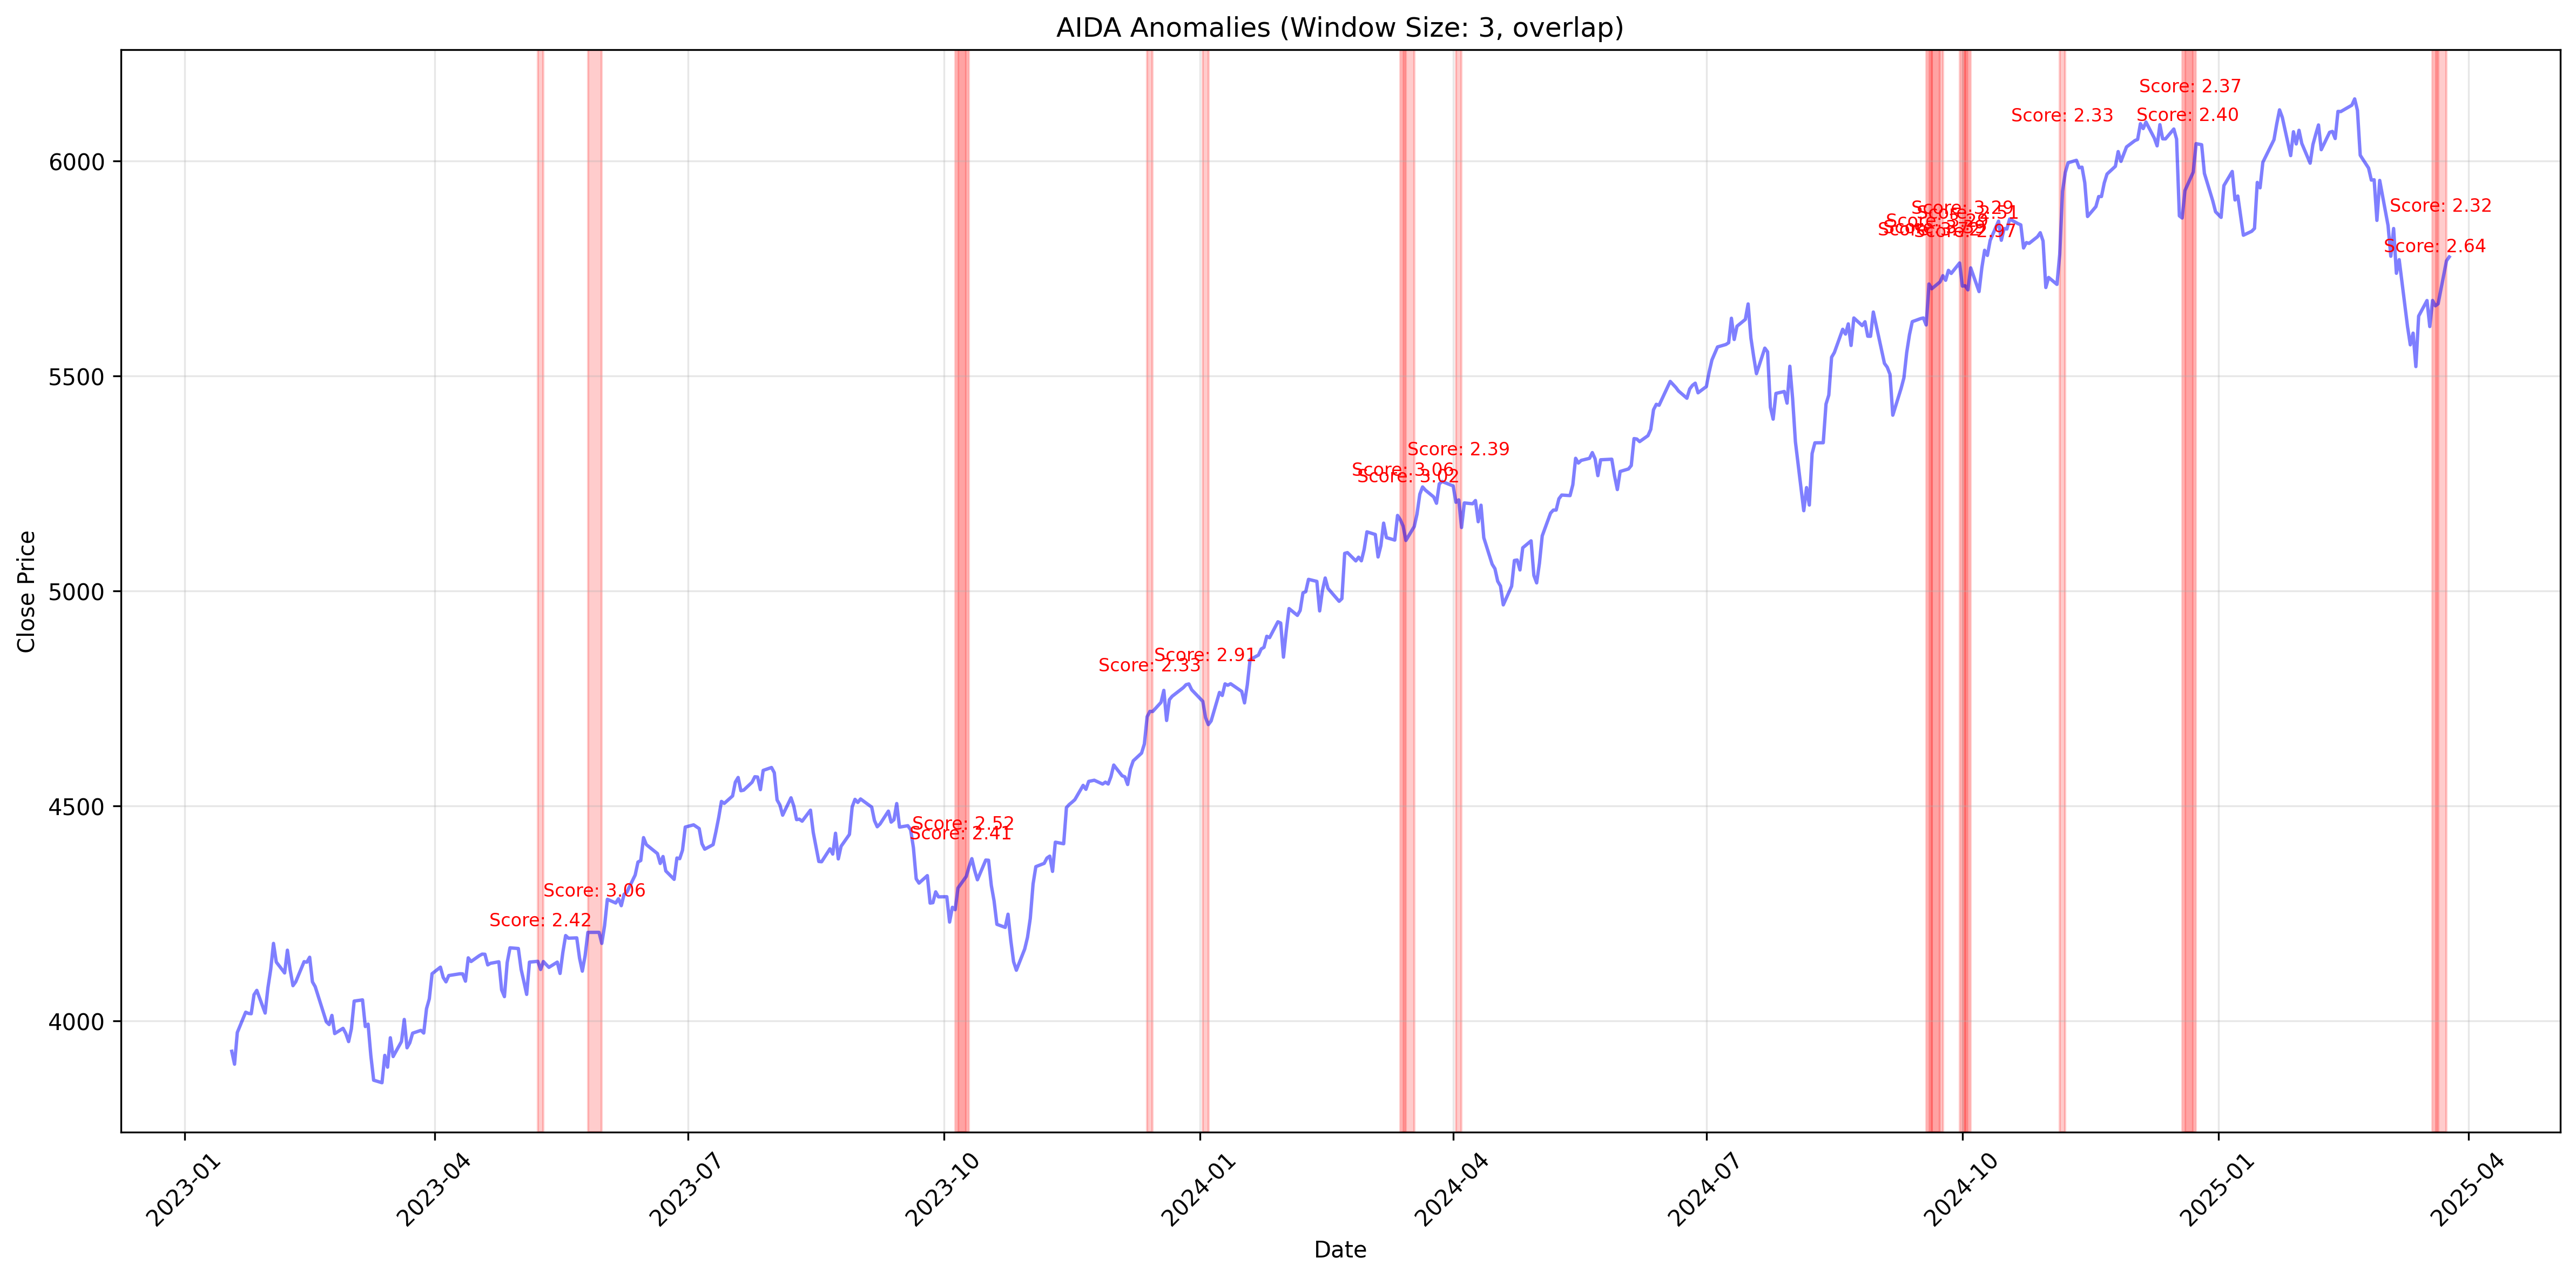 AIDA Anomalies (Window Size: 3, overlap)
Score: 2.37
Score: 2.33
Score: 2.40
6000
Score: 3.29
Score: 2.32
Score: 2.97
Score: 2.64
5500
Score: 2.39
Score: 3.06
Score: 3.02
5000
Close Price
Score: 2.91
Score: 2.33
4500
Score: 2.52
Score: 2.41
Score: 3.06
Score: 2.42
4000
2023-01
2023-04
2023-07
2023-10
2024-01
2024-04
2024-07
2024-10
2025-01
2025-04
Date